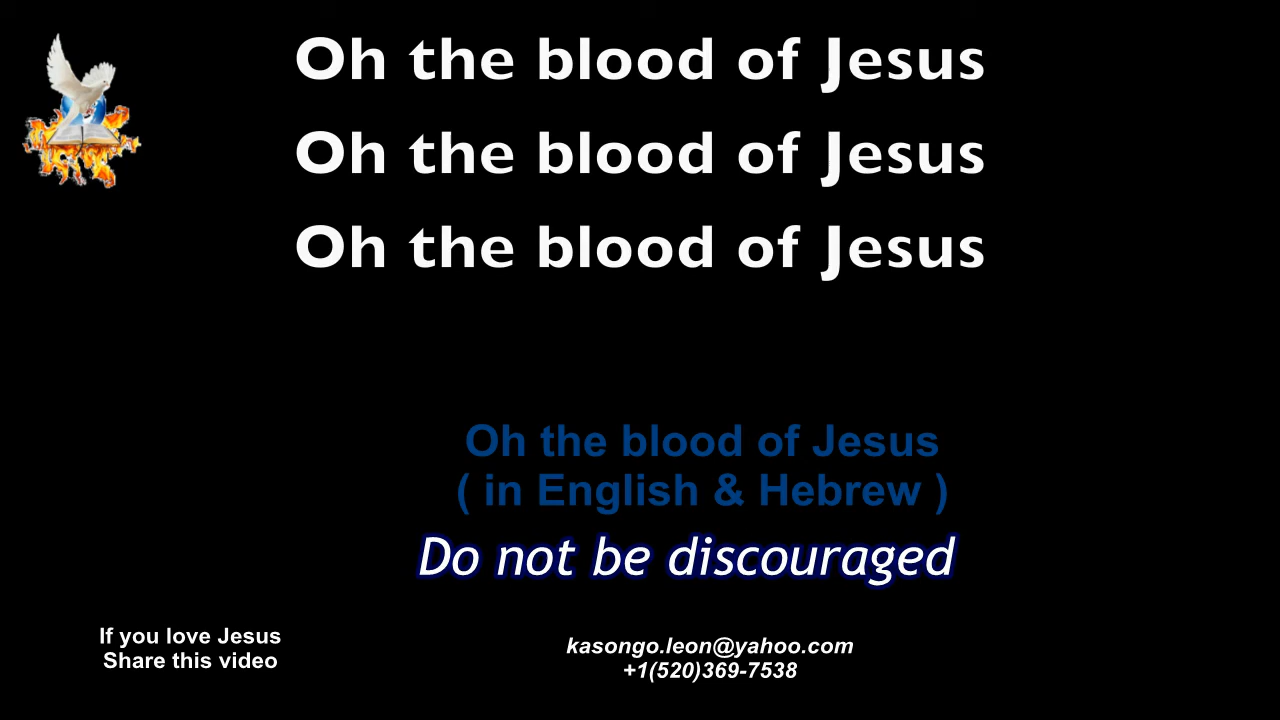 Oh the blood of Jesus
Oh the blood of Jesus
Oh the blood of Jesus
Oh the blood of Jesus
( in English & Hebrew )
Do not be discouraged
If you love Jesus
Share this video
kasongo.leon@yahoo.com
+1(520)369-7538